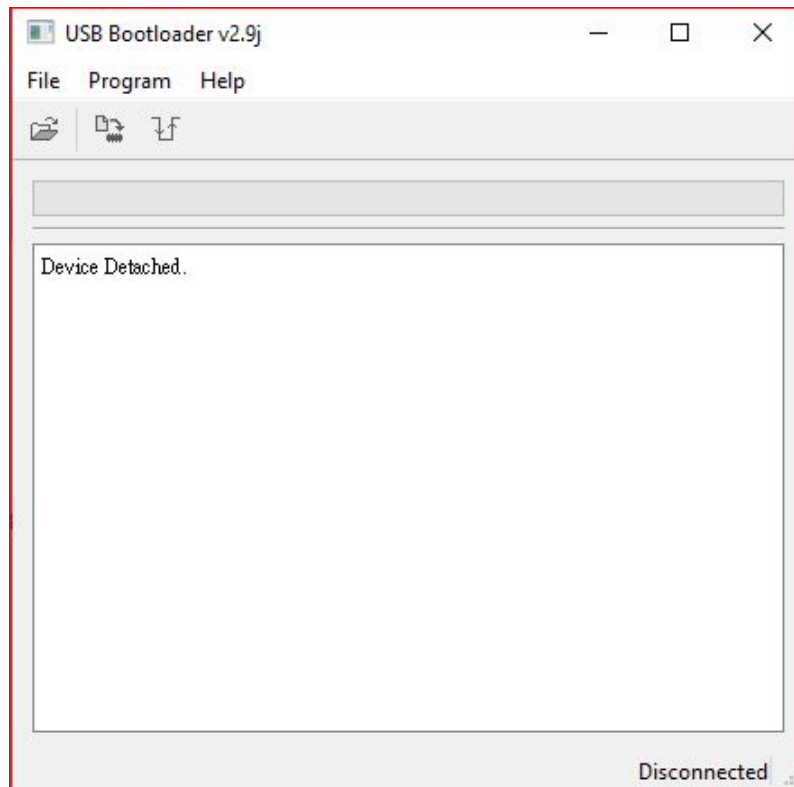 USB Bootloader v2.9j
File Program Help
Device Detached.
Disconnected